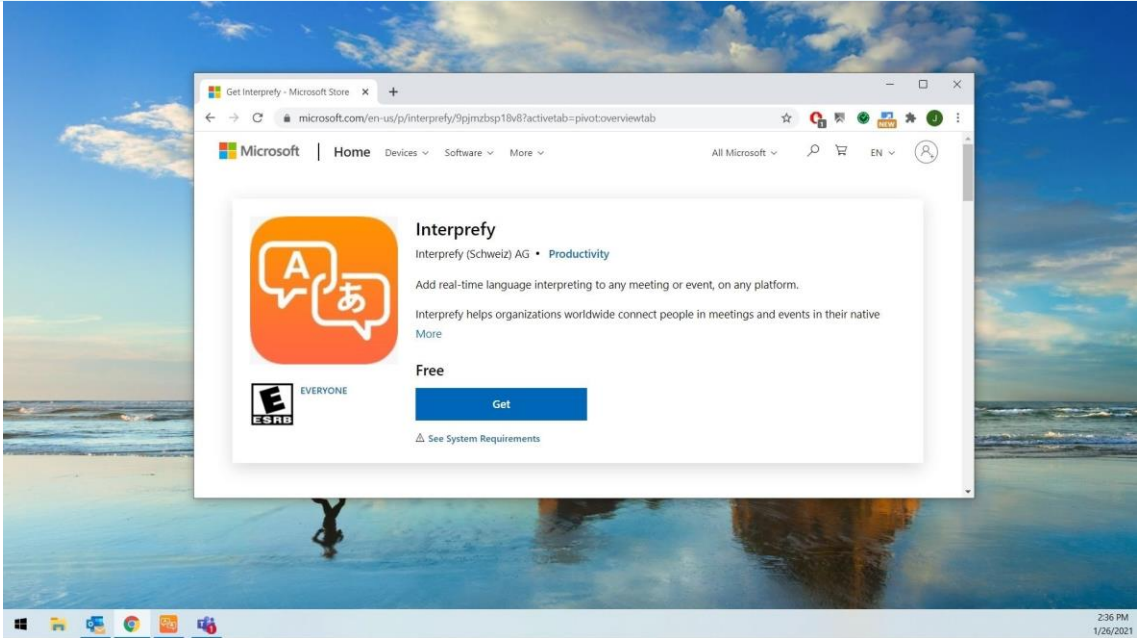 Get Interprefy - Microsoft Store
microsoft.com/en-us/p/interprefy/9pjmzbsp18v8?activetab=pivot:overviewtab
1
NEW
J
Microsoft | Home Devices Software More All Microsoft EN
A
あ
Interprefy
Interprefy (Schweiz) AG • Productivity
Add real-time language interpreting to any meeting or event, on any platform.
Interprefy helps organizations worldwide connect people in meetings and events in their native
More
Free
E
ESRB
EVERYONE
Get
See System Requirements
2:36 PM
1/26/2021